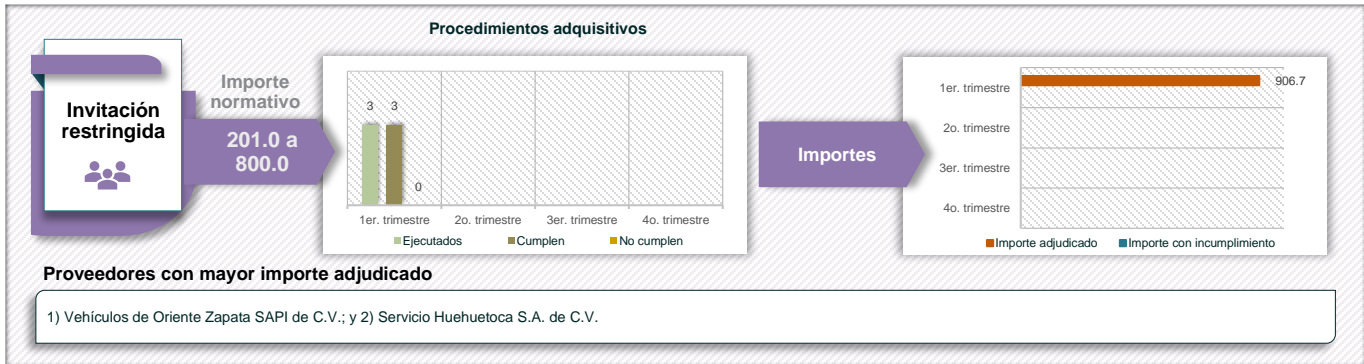 Procedimientos adquisitivos
Invitación
restringida
Importe
normativo
201.0 a
800.0
3 3
0
1er. trimestre 2o. trimestre 3er. trimestre 4o. trimestre
Ejecutados Cumplen No cumplen
Importes
1er. trimestre
906.7
2o. trimestre
3er. trimestre
4o. trimestre
Importe adjudicado Importe con incumplimiento
Proveedores con mayor importe adjudicado
1) Vehículos de Oriente Zapata SAPI de C.V.; y 2) Servicio Huehuetoca S.A. de C.V.